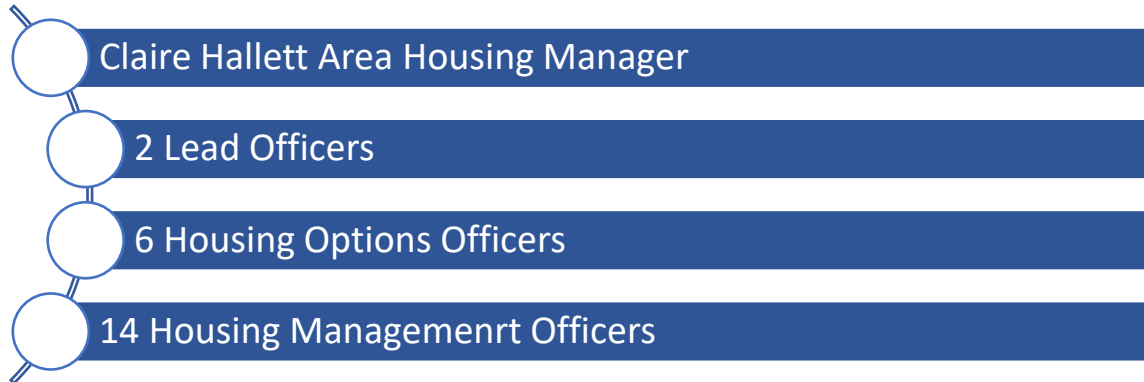 Claire Hallett Area Housing Manager
2 Lead Officers
6 Housing Options Officers
14 Housing Managemenrt Officers